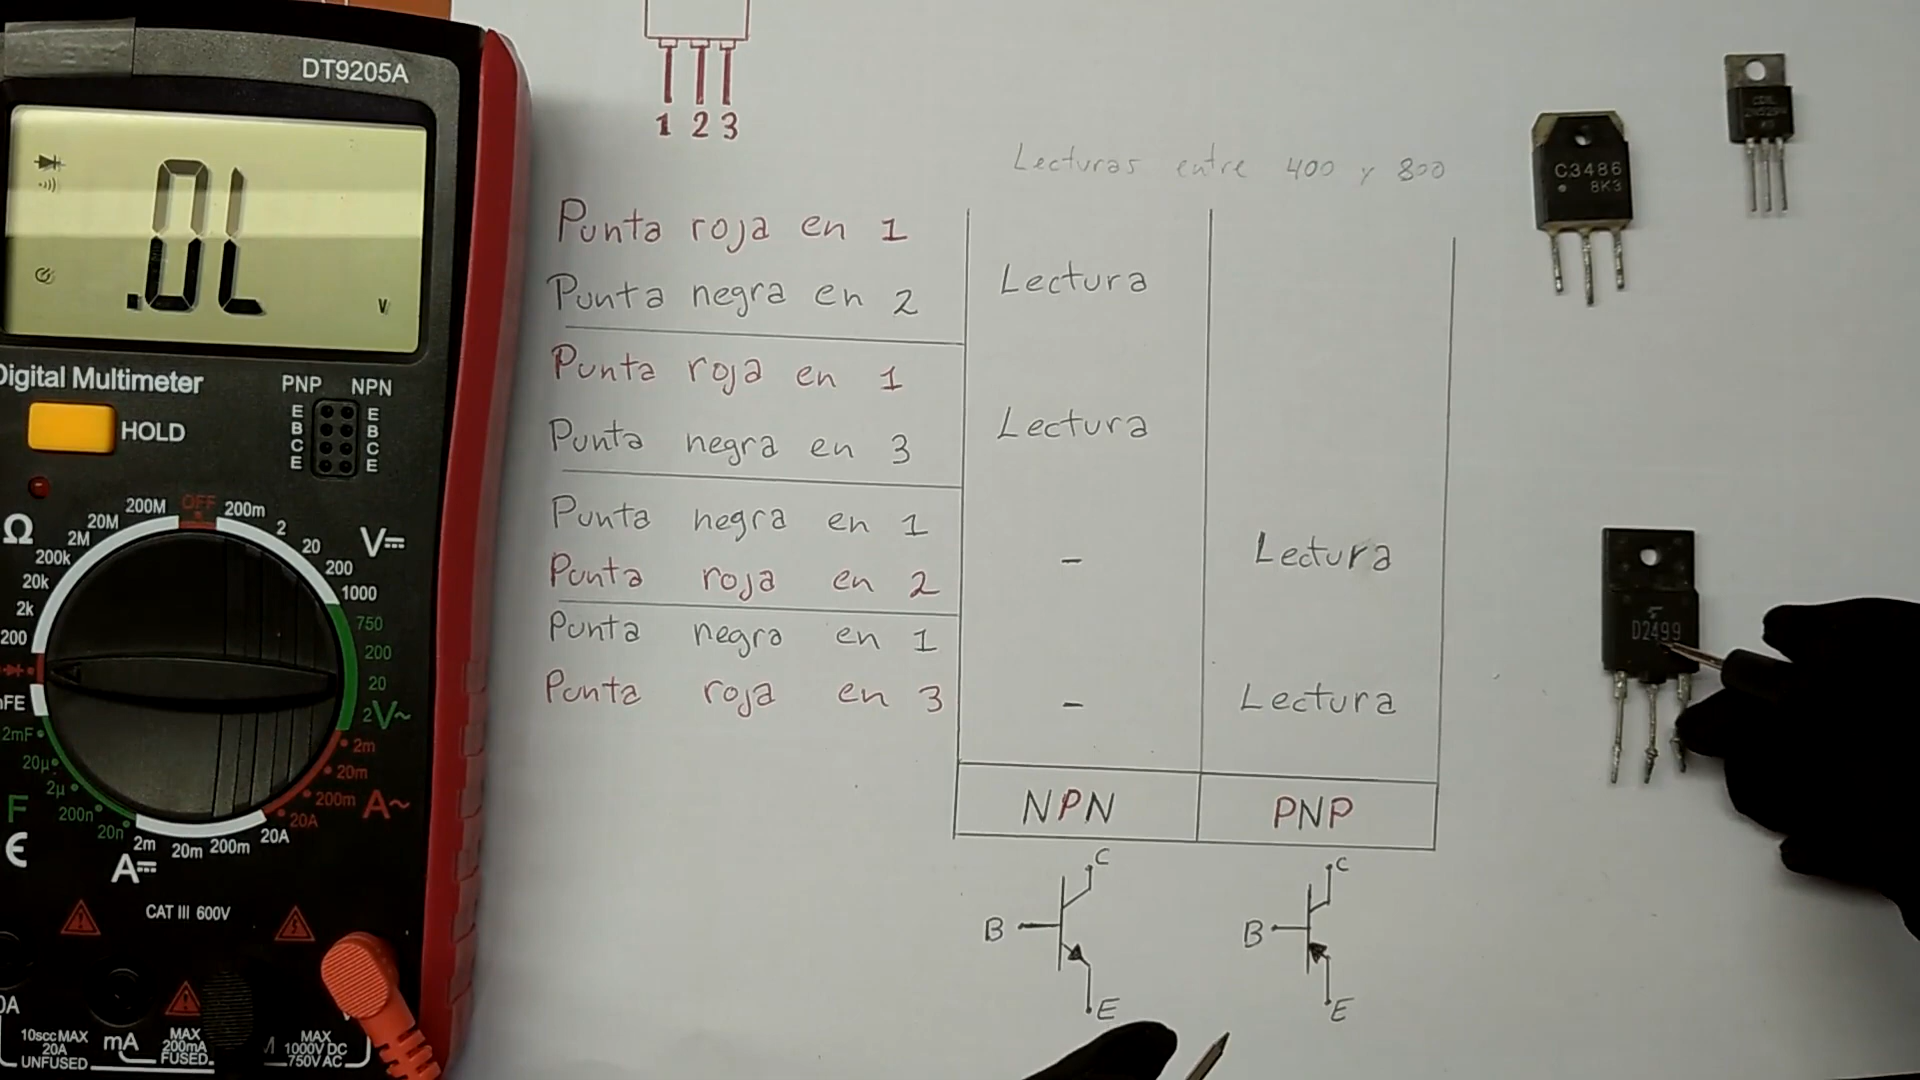 DT9205A
.OL
V
Digital Multimeter
PNP NPN
HOLD
E E
B B
C C
E E
OFF
200M 200m
20M 2
2M 20
200k 200
20k 1000
2k 750
200 200
20
hFE 2
2mF
20µ
2µ
200n
20n
Ω
V
V~
A~
F
2m
20m
200m
20A
2m 20m 200m 20A
A
CAT III 600V
mA
10sec MAX
20A
UNFUSED
MAX
200mA
FUSED
MAX
1000V DC
750V AC
1 2 3
Lecturas entre 400 y 800
Punta roja en 1
Punta negra en 2
Lectura
Punta roja en 1
Punta negra en 3
Lectura
Punta negra en 1
Punta roja en 2
- Lectura
Punta negra en 1
Punta roja en 3
- Lectura
NPN PNP
C
B
E
C
B
E
C3486
8K3
D2499